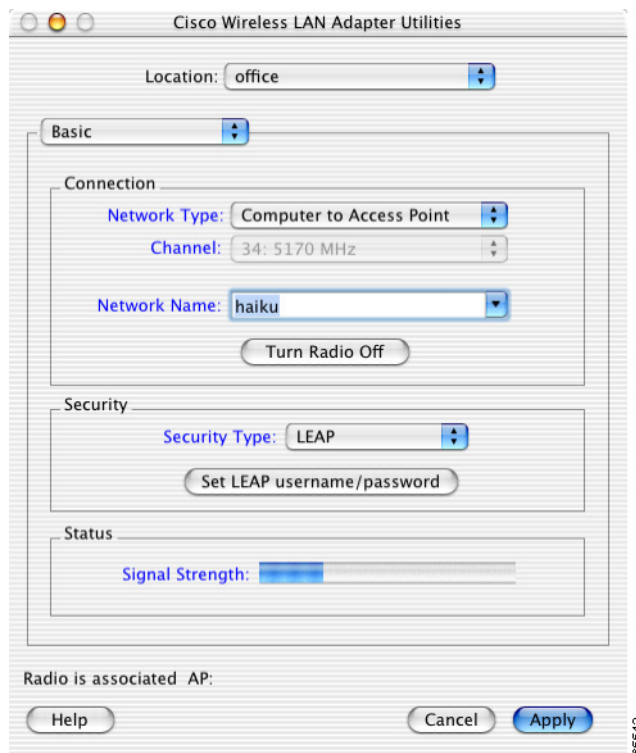 Cisco Wireless LAN Adapter Utilities
Location: office
Basic
Connection
Network Type: Computer to Access Point
Channel: 34: 5170 MHz
Network Name: haiku
Turn Radio Off
Security
Security Type: LEAP
Set LEAP username/password
Status
Signal Strength:
Radio is associated AP:
Help
Cancel
Apply